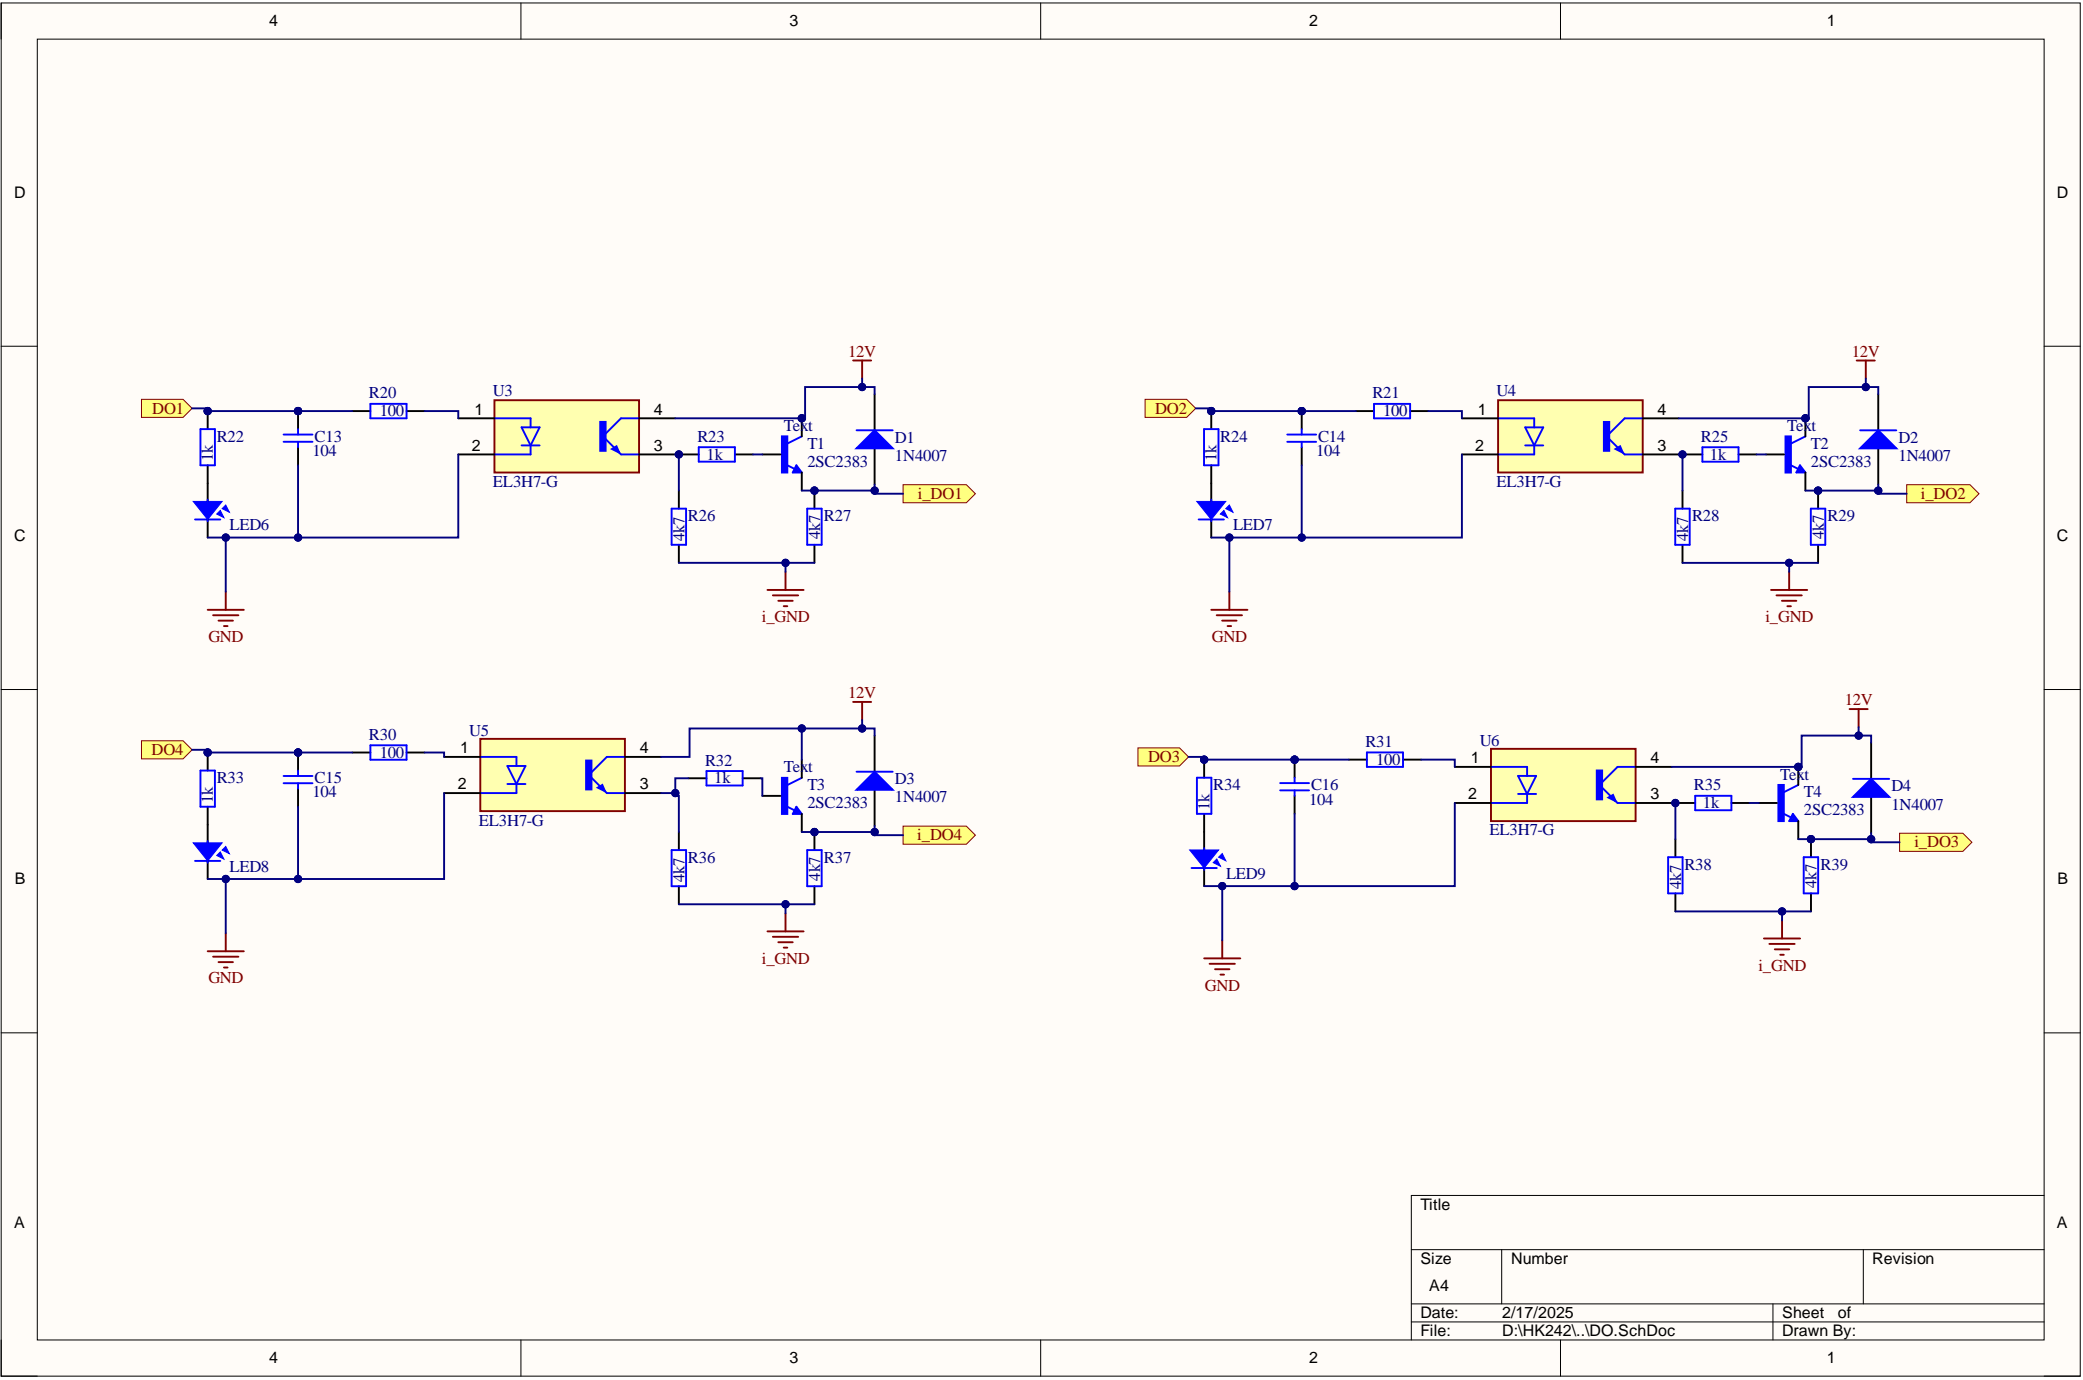 4 3 2 1
D D
C C
B B
A A
4 3 2 1
12V
DO1
R20
100
U3
1
2
4
3
EL3H7-G
R22
1k
C13
104
LED6
GND
R23
1k
Text
T1
2SC2383
D1
1N4007
i_DO1
R26
4k7
R27
4k7
i_GND
12V
DO2
R21
100
U4
1
2
4
3
EL3H7-G
R24
1k
C14
104
LED7
GND
R25
1k
Text
T2
2SC2383
D2
1N4007
i_DO2
R28
4k7
R29
4k7
i_GND
12V
DO4
R30
100
U5
1
2
4
3
EL3H7-G
R33
1k
C15
104
LED8
GND
R32
1k
Text
T3
2SC2383
D3
1N4007
i_DO4
R36
4k7
R37
4k7
i_GND
12V
DO3
R31
100
U6
1
2
4
3
EL3H7-G
R34
1k
C16
104
LED9
GND
R35
1k
Text
T4
2SC2383
D4
1N4007
i_DO3
R38
4k7
R39
4k7
i_GND
Title
Size Number Revision
A4
Date: 2/17/2025 Sheet of
File: D:\HK242\..\DO.SchDoc Drawn By: